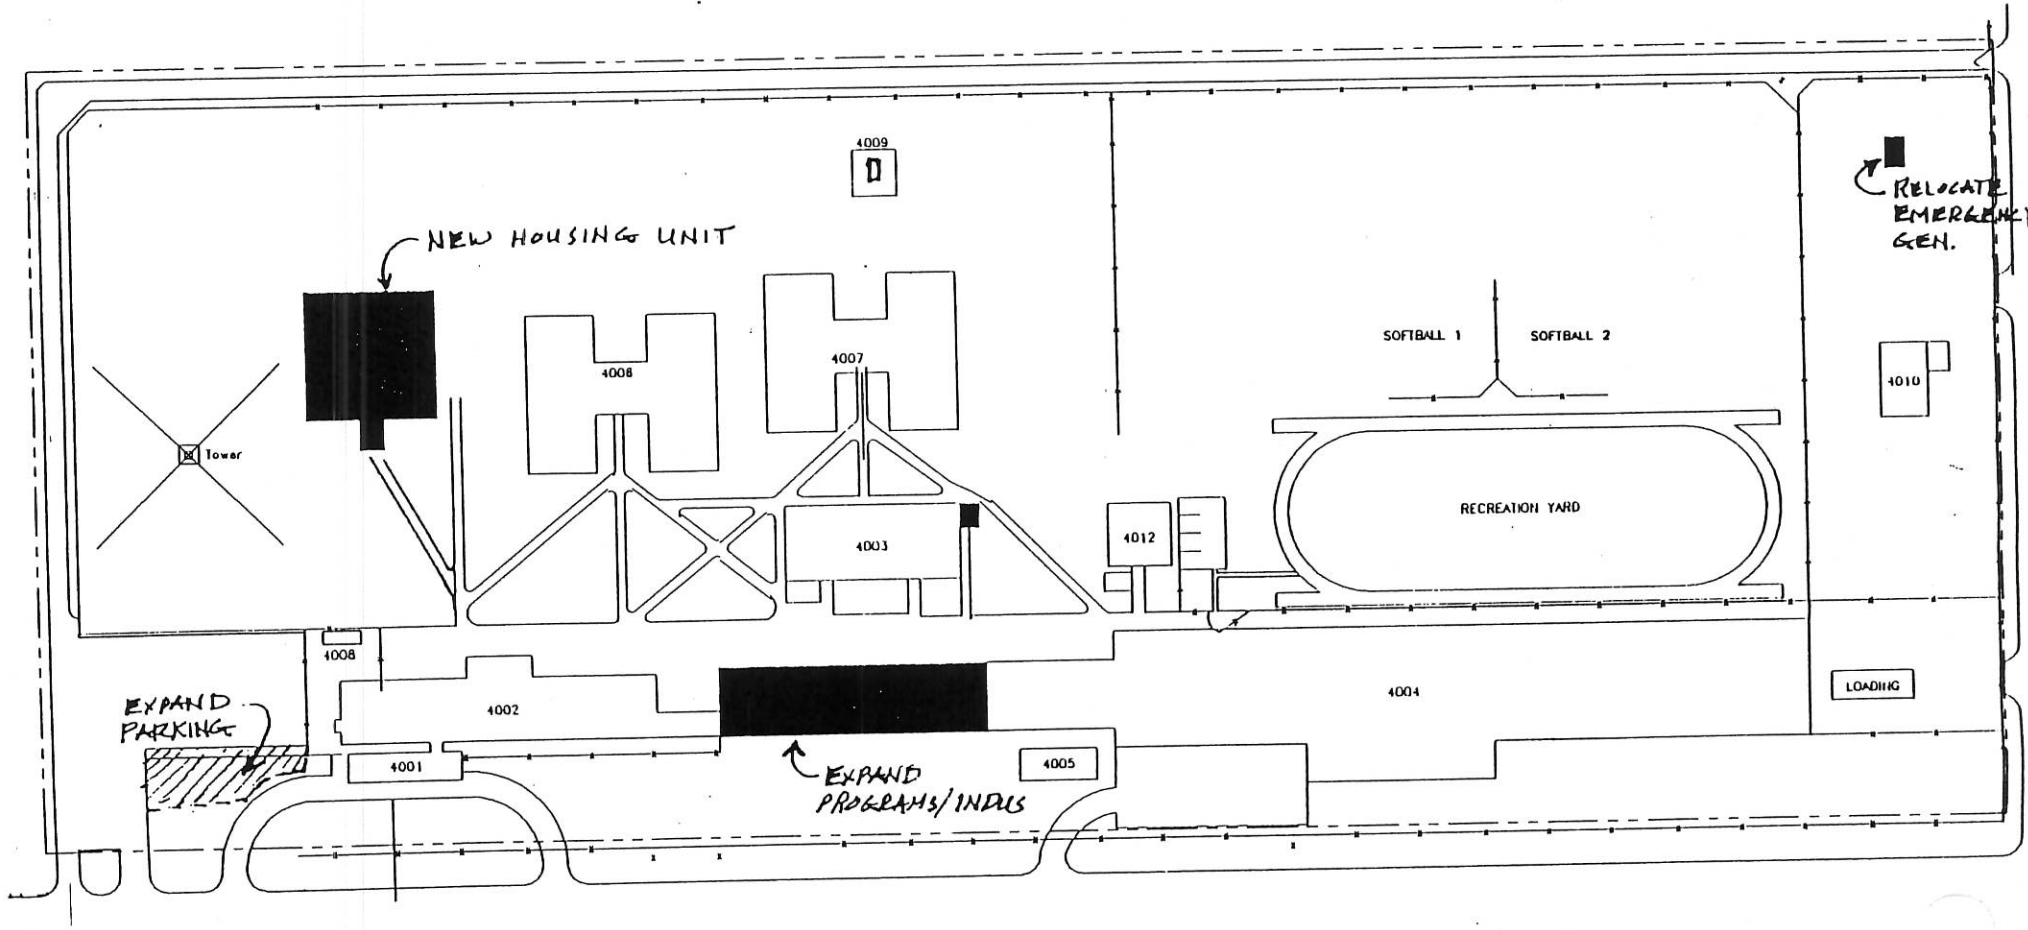 4009
NEW HOUSING UNIT
RELOCATE
EMERGENCY
GEN.
SOFTBALL 1
SOFTBALL 2
4007
4008
4010
Tower
RECREATION YARD
4012
4003
4008
4002
4004
LOADING
EXPAND
PARKING
4001
4005
EXPAND
PROGRAMS/INDUS